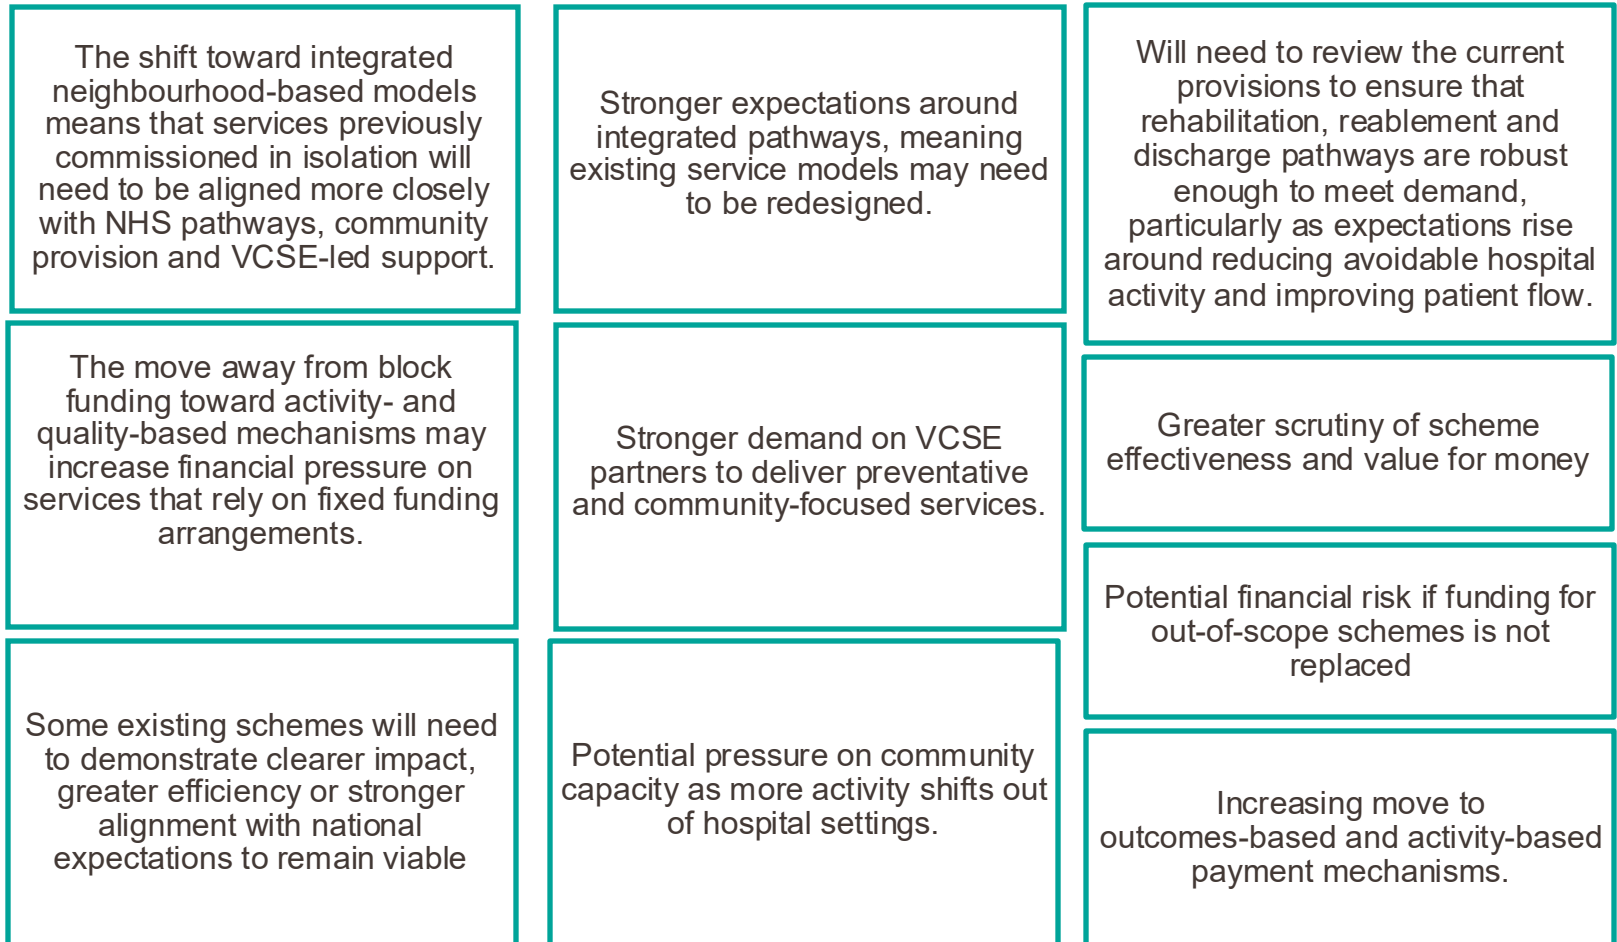 The shift toward integrated
neighbourhood-based models
means that services previously
commissioned in isolation will
need to be aligned more closely
with NHS pathways, community
provision and VCSE-led support.
The move away from block
funding toward activity- and
quality-based mechanisms may
increase financial pressure on
services that rely on fixed funding
arrangements.
Some existing schemes will need
to demonstrate clearer impact,
greater efficiency or stronger
alignment with national
expectations to remain viable
Stronger expectations around
integrated pathways, meaning
existing service models may need
to be redesigned.
Stronger demand on VCSE
partners to deliver preventative
and community-focused services.
Potential pressure on community
capacity as more activity shifts out
of hospital settings.
Will need to review the current
provisions to ensure that
rehabilitation, reablement and
discharge pathways are robust
enough to meet demand,
particularly as expectations rise
around reducing avoidable hospital
activity and improving patient flow.
Greater scrutiny of scheme
effectiveness and value for money
Potential financial risk if funding for
out-of-scope schemes is not
replaced
Increasing move to
outcomes-based and activity-based
payment mechanisms.